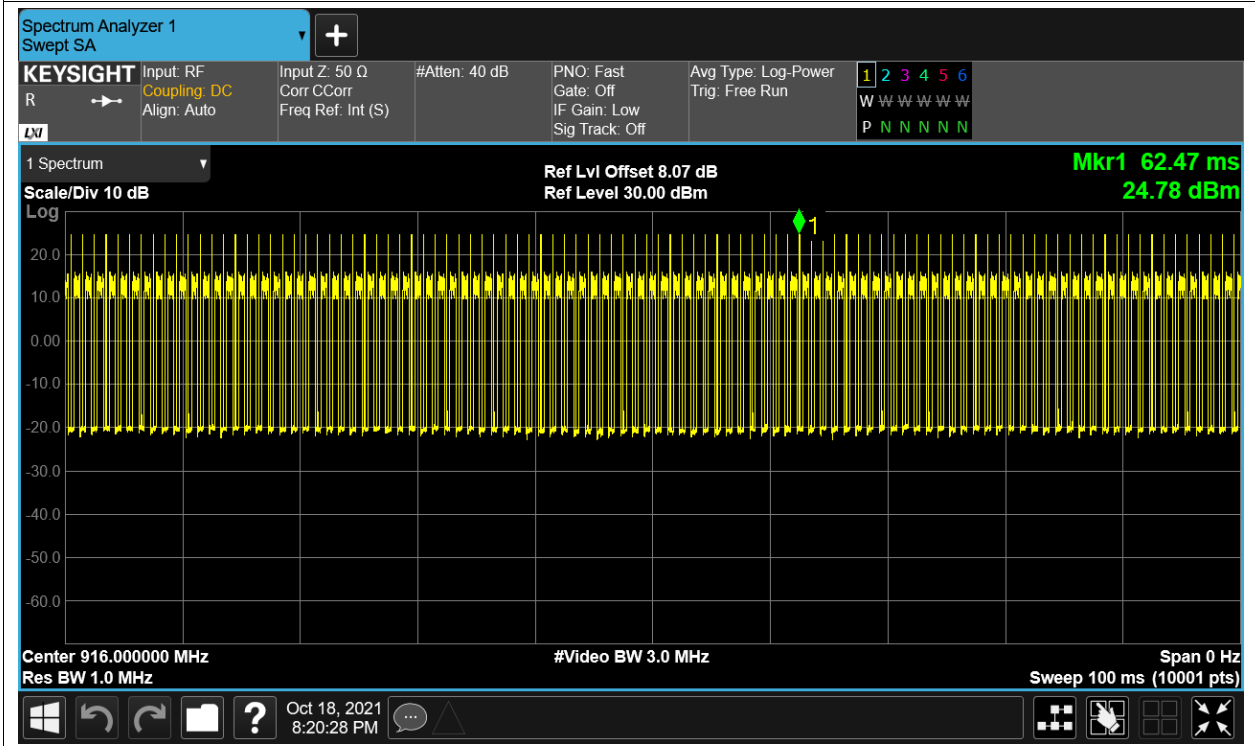 Spectrum Analyzer 1
Swept SA
KEYSIGHT
R
LXI
Input: RF
Coupling: DC
Align: Auto
Input Z: 50 Ω
Corr CCorr
Freq Ref: Int (S)
#Atten: 40 dB
PNO: Fast
Gate: Off
IF Gain: Low
Sig Track: Off
Avg Type: Log-Power
Trig: Free Run
1 2 3 4 5 6
W W W W W W
P N N N N N
1 Spectrum
Scale/Div 10 dB
Log
Ref Lvl Offset 8.07 dB
Ref Level 30.00 dBm
Mkr1 62.47 ms
24.78 dBm
1
20.0
10.0
0.00
-10.0
-20.0
-30.0
-40.0
-50.0
-60.0
Center 916.000000 MHz
Res BW 1.0 MHz
#Video BW 3.0 MHz
Span 0 Hz
Sweep 100 ms (10001 pts)
?
Oct 18, 2021
8:20:28 PM